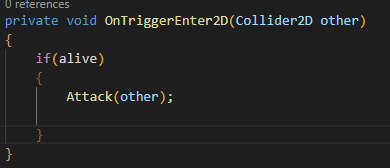 0 references
private void OnTriggerEnter2D(Collider2D other)
{
    if(alive)
    {
        Attack(other);

    }
}